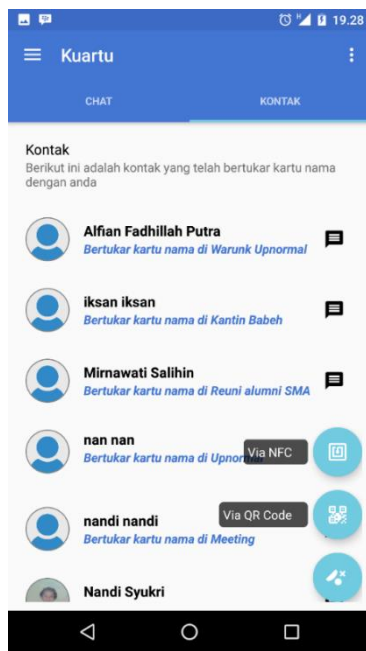 19.28
Kuartu
CHAT KONTAK
Kontak
Berikut ini adalah kontak yang telah bertukar kartu nama
dengan anda
Alfian Fadhillah Putra
Bertukar kartu nama di Warunk Upnormal
iksan iksan
Bertukar kartu nama di Kantin Babeh
Mirnawati Salihin
Bertukar kartu nama di Reuni alumni SMA
nan nan
Bertukar kartu nama di Upnormal
Via NFC
Via QR Code
nandi nandi
Bertukar kartu nama di Meeting
Nandi Syukri